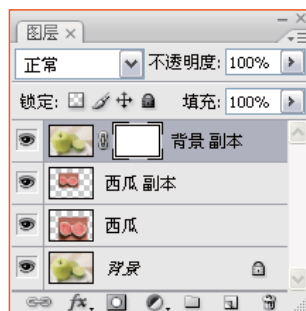 图层 ×
正常 不透明度: 100%
锁定: 填充: 100%
背景 副本
西瓜 副本
西瓜
背景
fx.